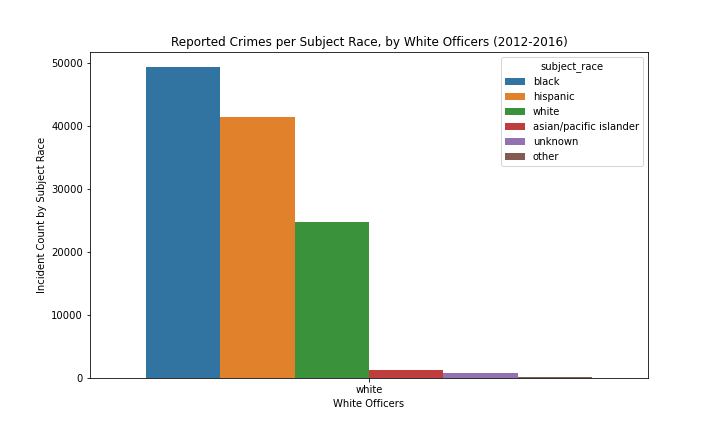 Reported Crimes per Subject Race, by White Officers (2012-2016)
subject_race
black
hispanic
white
asian/pacific islander
unknown
other
Incident Count by Subject Race
50000
40000
30000
20000
10000
0
white
White Officers